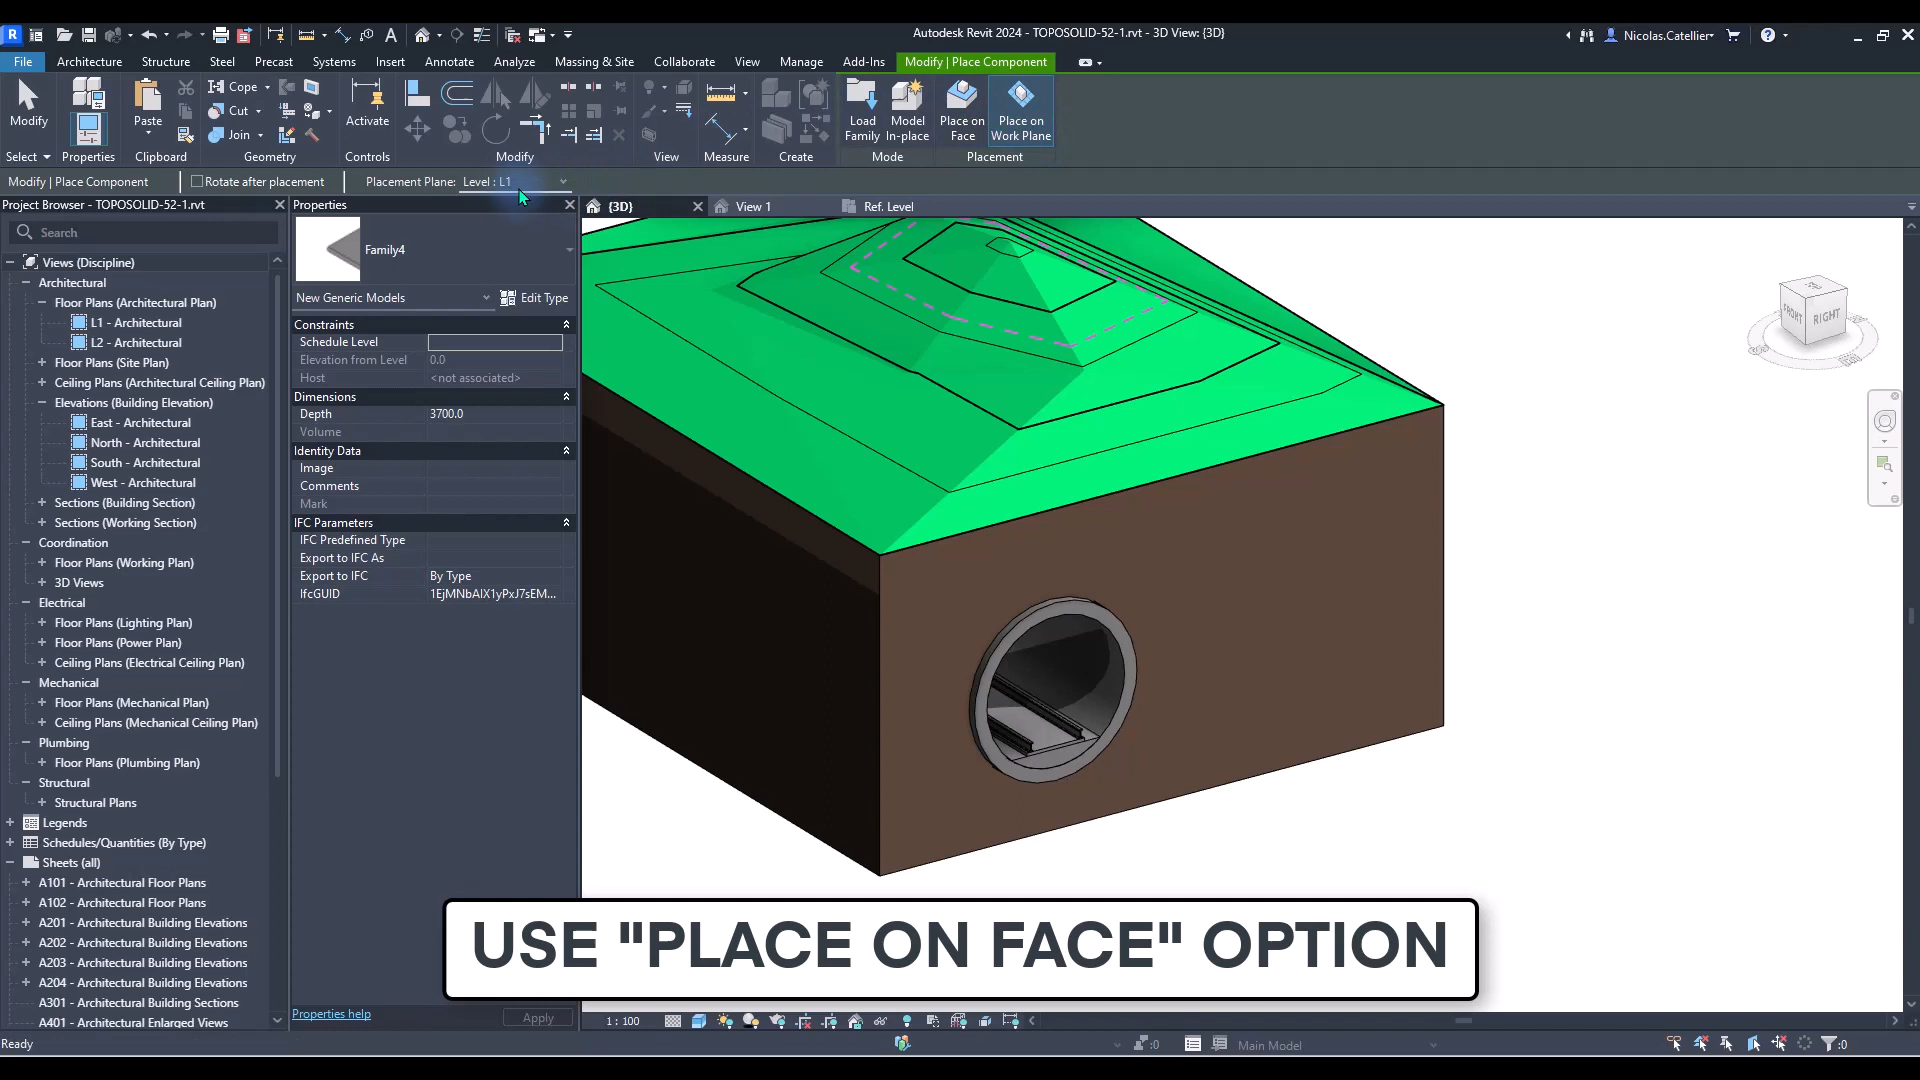 Autodesk Revit 2024 - TOPOSOLID-52-1.rvt - 3D View: {3D}
Nicolas.Catellier
File Architecture Structure Steel Precast Systems Insert Annotate Analyze Massing & Site Collaborate View Manage Add-Ins Modify | Place Component
Modify
Paste
Cope
Cut
Join
Activate
Load Family
Model In-place
Place on Face
Place on Work Plane
Select Properties Clipboard Geometry Controls Modify View Measure Create Mode Placement
Modify | Place Component Rotate after placement Placement Plane: Level : L1
Project Browser - TOPOSOLID-52-1.rvt
Search
Views (Discipline)
Architectural
Floor Plans (Architectural Plan)
L1 - Architectural
L2 - Architectural
Floor Plans (Site Plan)
Ceiling Plans (Architectural Ceiling Plan)
Elevations (Building Elevation)
East - Architectural
North - Architectural
South - Architectural
West - Architectural
Sections (Building Section)
Sections (Working Section)
Coordination
Floor Plans (Working Plan)
3D Views
Electrical
Floor Plans (Lighting Plan)
Floor Plans (Power Plan)
Ceiling Plans (Electrical Ceiling Plan)
Mechanical
Floor Plans (Mechanical Plan)
Ceiling Plans (Mechanical Ceiling Plan)
Plumbing
Floor Plans (Plumbing Plan)
Structural
Structural Plans
Legends
Schedules/Quantities (By Type)
Sheets (all)
A101 - Architectural Floor Plans
A102 - Architectural Floor Plans
A201 - Architectural Building Elevations
A202 - Architectural Building Elevations
A203 - Architectural Building Elevations
A204 - Architectural Building Elevations
A301 - Architectural Building Sections
A401 - Architectural Enlarged Views
Properties
Family4
New Generic Models Edit Type
Constraints
Schedule Level
Elevation from Level 0.0
Host <not associated>
Dimensions
Depth 3700.0
Volume
Identity Data
Image
Comments
Mark
IFC Parameters
IFC Predefined Type
Export to IFC As
Export to IFC By Type
IfcGUID 1EjMNbAlX1yPxJ7sEM...
Properties help Apply
{3D} View 1 Ref. Level
TOP
FRONT RIGHT
USE "PLACE ON FACE" OPTION
1 : 100
Ready
:0
Main Model
:0